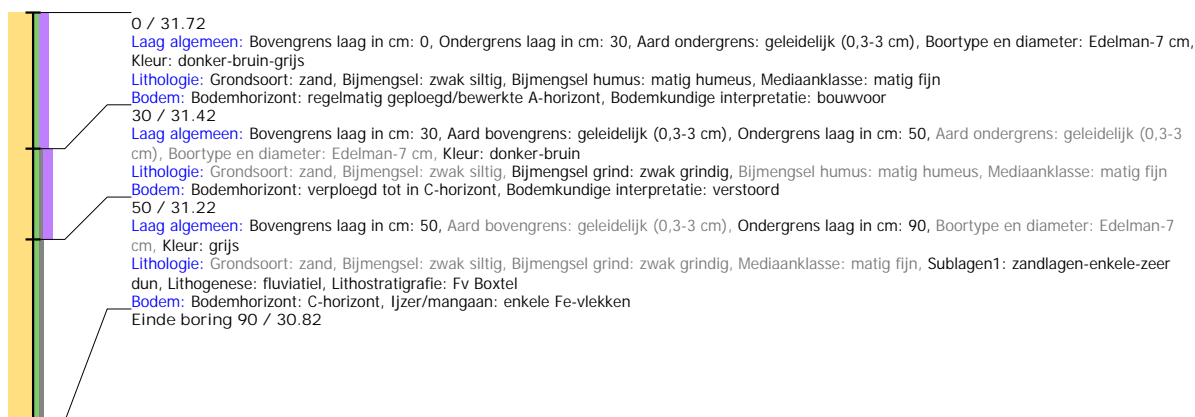 0 / 31.72
Laag algemeen: Bovengrens laag in cm: 0, Ondergrens laag in cm: 30, Aard ondergrens: geleidelijk (0,3-3 cm), Boortype en diameter: Edelman-7 cm,
Kleur: donker-bruin-grijs
Lithologie: Grondsoort: zand, Bijmengsel: zwak siltig, Bijmengsel humus: matig humeus, Mediaanklasse: matig fijn
Bodem: Bodemhorizont: regelmatig geploegd/bewerkte A-horizont, Bodemkundige interpretatie: bouwvoor
30 / 31.42
Laag algemeen: Bovengrens laag in cm: 30, Aard bovengrens: geleidelijk (0,3-3 cm), Ondergrens laag in cm: 50, Aard ondergrens: geleidelijk (0,3-3
cm), Boortype en diameter: Edelman-7 cm, Kleur: donker-bruin
Lithologie: Grondsoort: zand, Bijmengsel: zwak siltig, Bijmengsel grind: zwak grindig, Bijmengsel humus: matig humeus, Mediaanklasse: matig fijn
Bodem: Bodemhorizont: verploegd tot in C-horizont, Bodemkundige interpretatie: verstoord
50 / 31.22
Laag algemeen: Bovengrens laag in cm: 50, Aard bovengrens: geleidelijk (0,3-3 cm), Ondergrens laag in cm: 90, Boortype en diameter: Edelman-7
cm, Kleur: grijs
Lithologie: Grondsoort: zand, Bijmengsel: zwak siltig, Bijmengsel grind: zwak grindig, Mediaanklasse: matig fijn, Sublagen1: zandlagen-enkele-zeer
dun, Lithogenese: fluviatiel, Lithostratigrafie: Fv Boxtel
Bodem: Bodemhorizont: C-horizont, Ijzer/mangaan: enkele Fe-vlekken
Einde boring 90 / 30.82